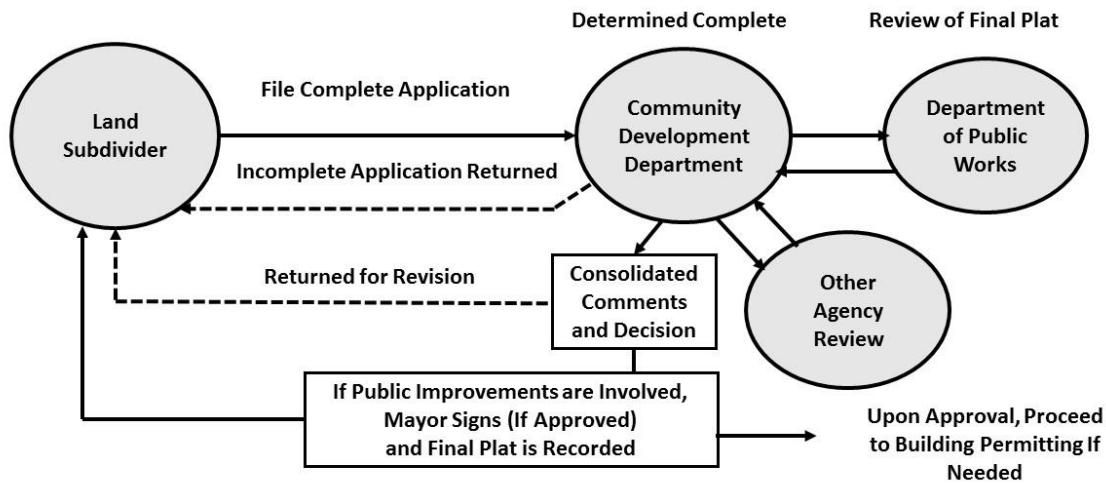 Determined Complete
Review of Final Plat
Land
Subdivider
File Complete Application
Community
Development
Department
Department
of Public
Works
Incomplete Application Returned
Returned for Revision
Consolidated
Comments
and Decision
Other
Agency
Review
If Public Improvements are Involved,
Mayor Signs (If Approved)
and Final Plat is Recorded
Upon Approval, Proceed
to Building Permitting If
Needed